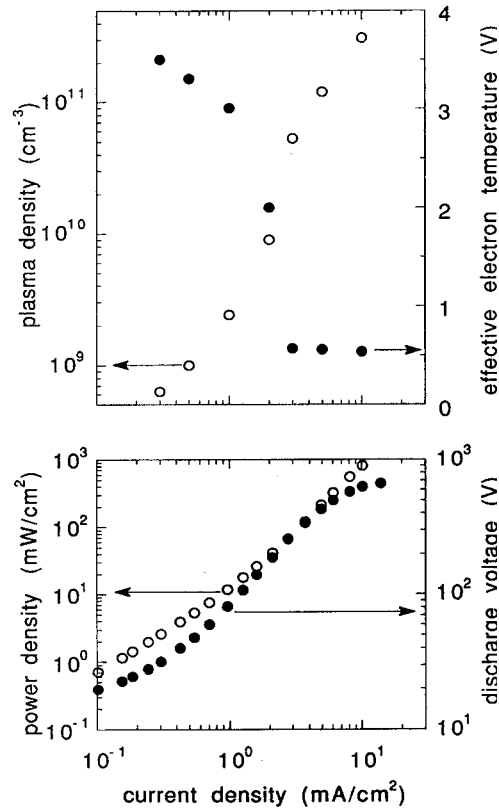 plasma density (cm-3)
10^11
10^10
10^9
4
3
2
1
0
effective electron temperature (V)
power density (mW/cm^2)
10^3
10^2
10^1
10^0
10^-1
10^3
10^2
10^1
discharge voltage (V)
10^-1 10^0 10^1
current density (mA/cm^2)